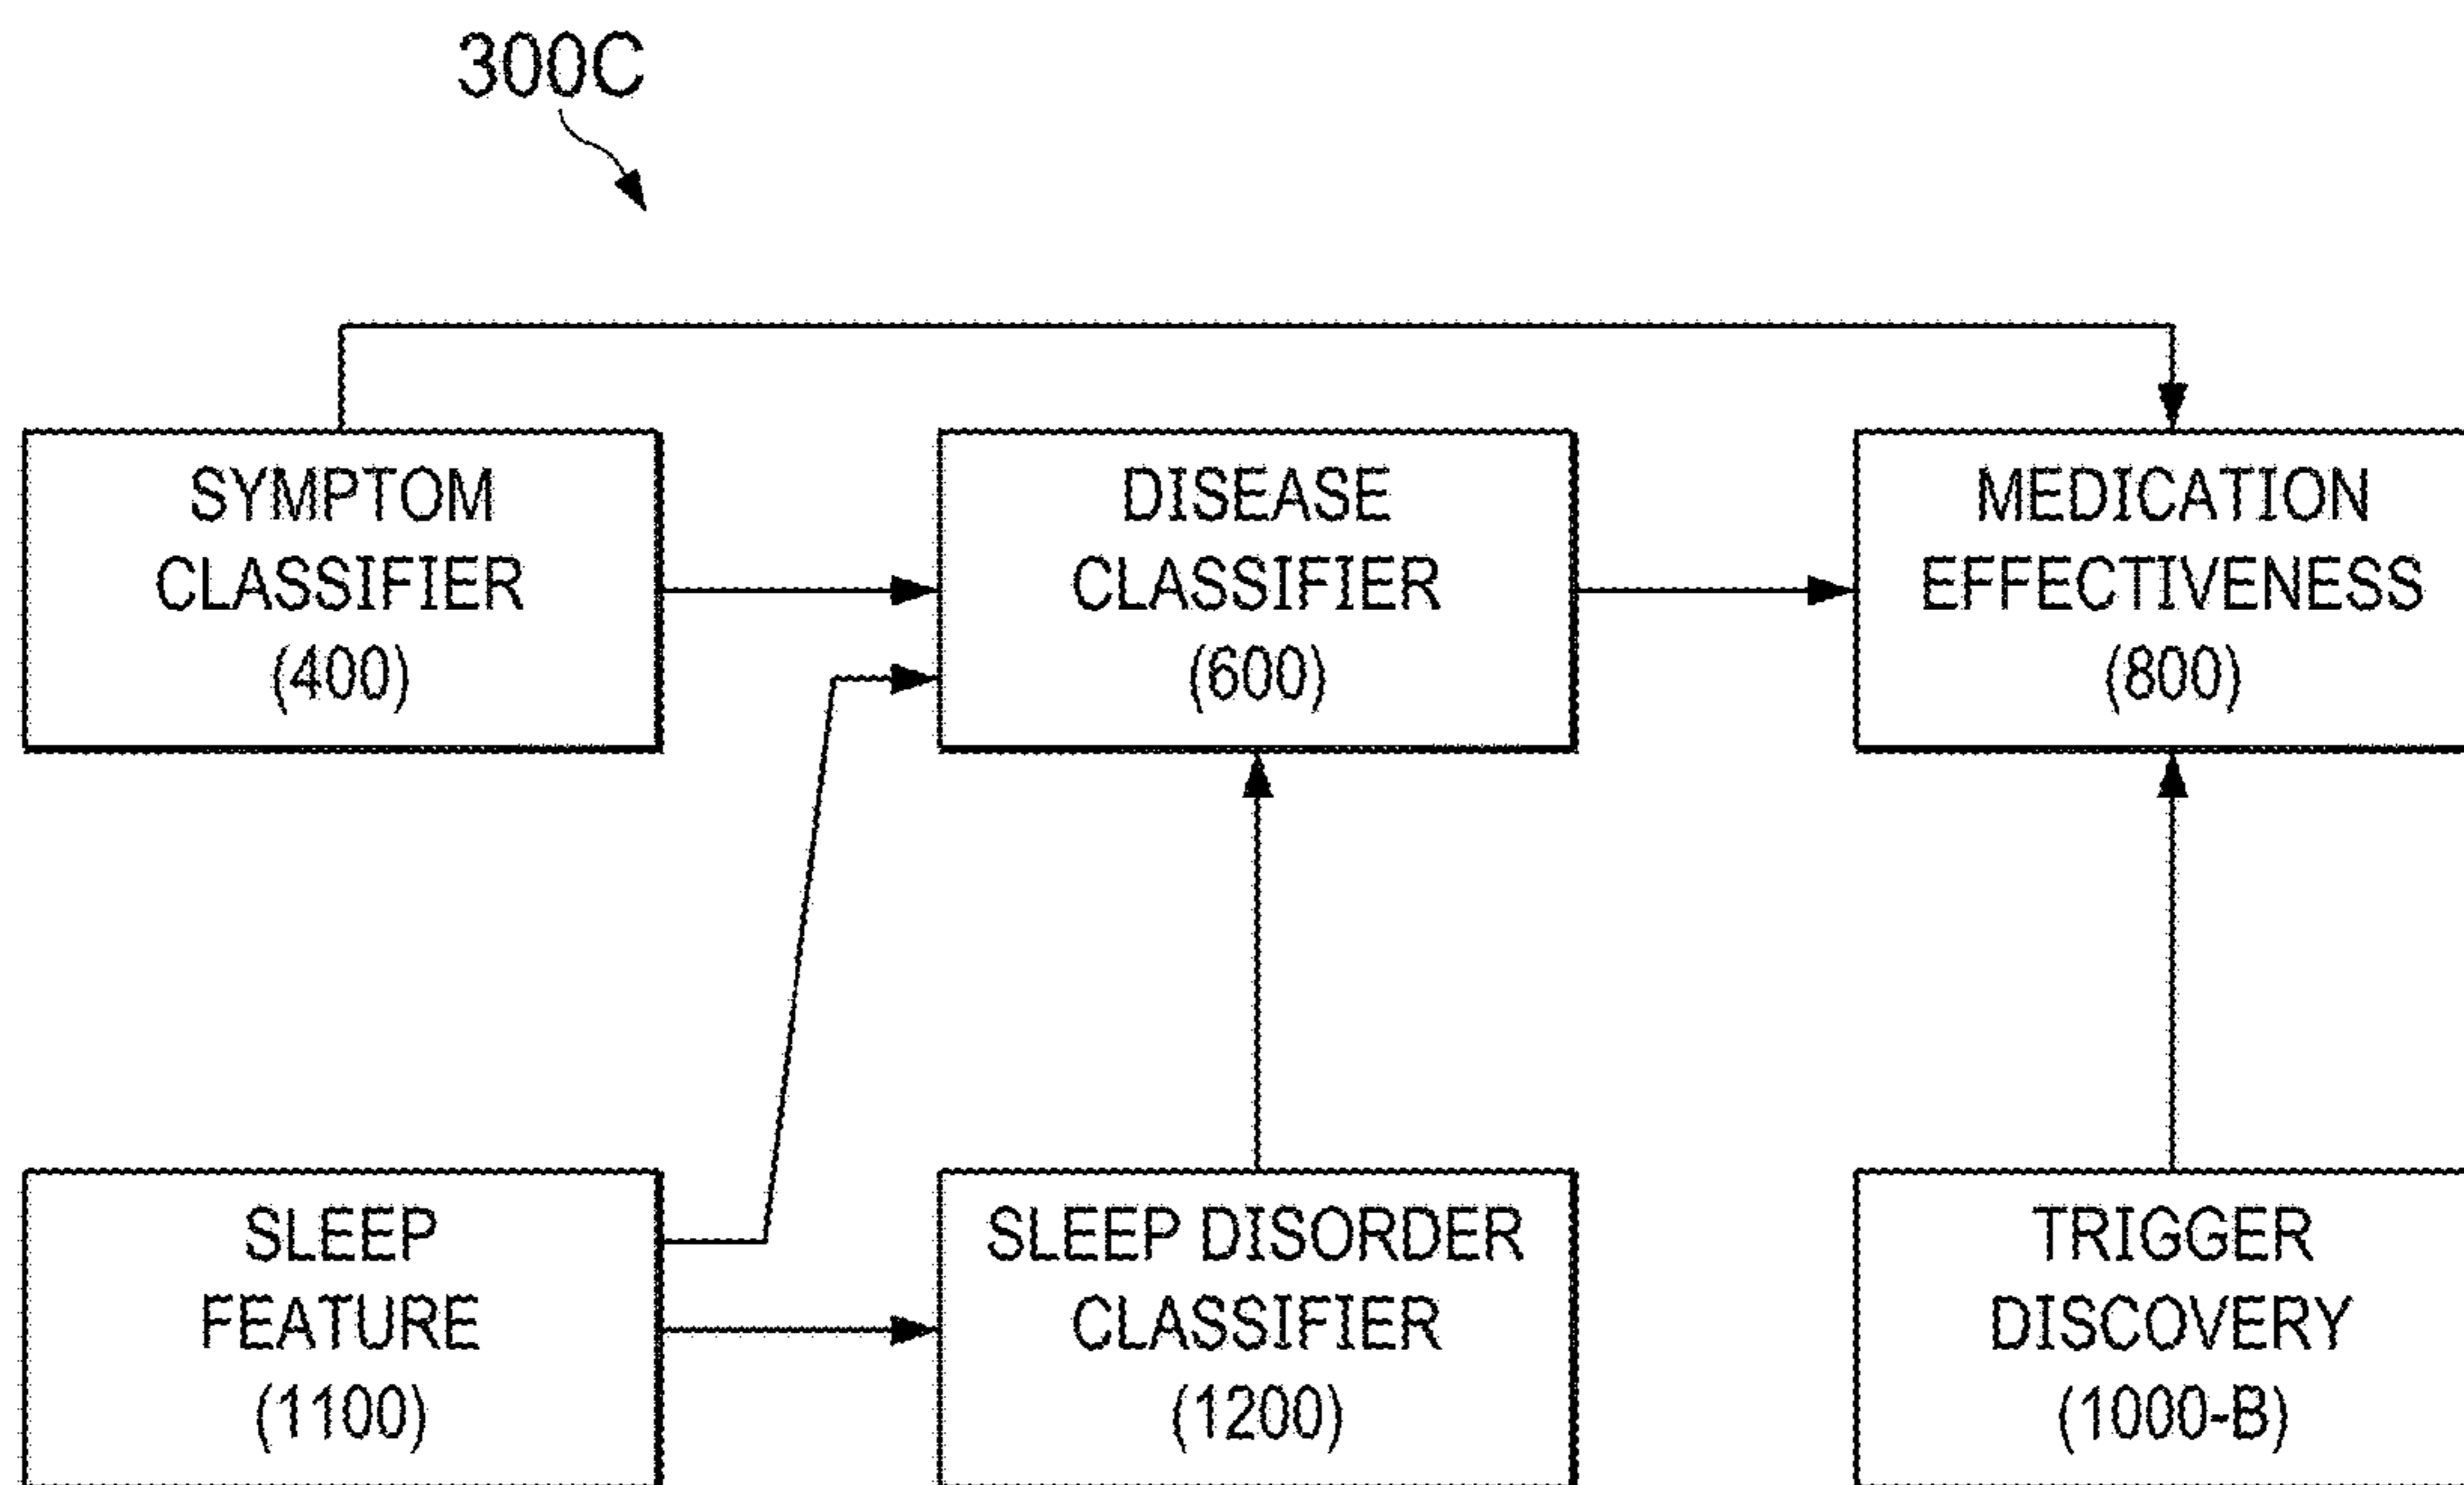 300C
SYMPTOM
CLASSIFIER
(400)
DISEASE
CLASSIFIER
(600)
MEDICATION
EFFECTIVENESS
(800)
SLEEP
FEATURE
(1100)
SLEEP DISORDER
CLASSIFIER
(1200)
TRIGGER
DISCOVERY
(1000-B)